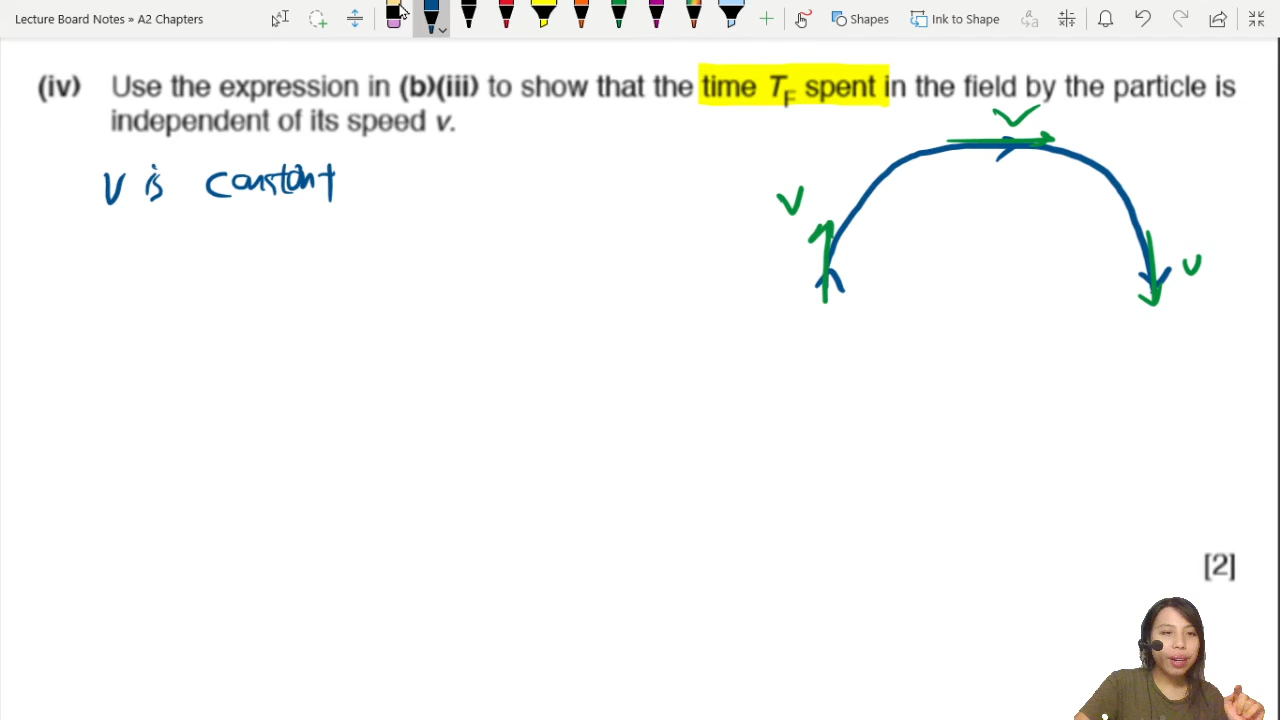 Lecture Board Notes » A2 Chapters
Shapes
Ink to Shape
(iv) Use the expression in (b)(iii) to show that the time T_F spent in the field by the particle is
independent of its speed v.
v is constant
v
v
v
[2]